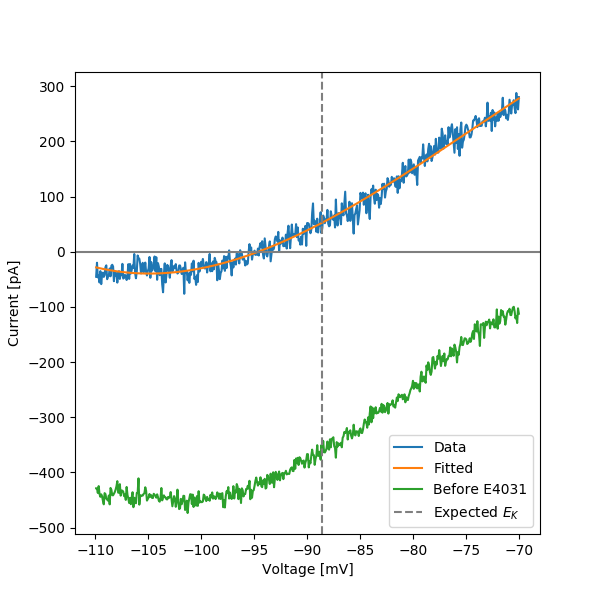 300
200
100
0
−100
−200
−300
−400
−500
Current [pA]
−110 −105 −100 −95 −90 −85 −80 −75 −70
Voltage [mV]
Data
Fitted
Before E4031
Expected E_K